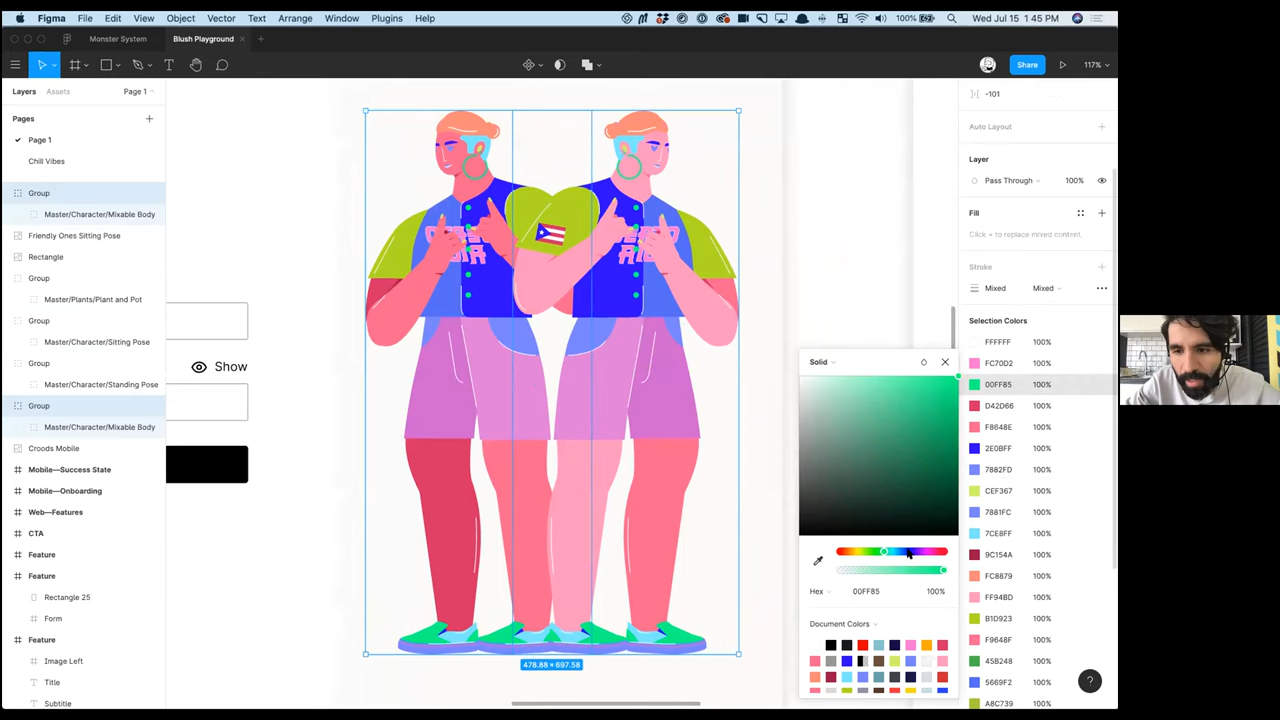 Figma File Edit View Object Vector Text Arrange Window Plugins Help
100% Wed Jul 15 1:45 PM
Monster System Blush Playground
Share 117%
Layers Assets Page 1
Pages
Page 1
Chill Vibes
Group
Master/Character/Mixable Body
Friendly Ones Sitting Pose
Rectangle
Group
Master/Plants/Plant and Pot
Group
Master/Character/Sitting Pose
Group
Master/Character/Standing Pose
Group
Master/Character/Mixable Body
Croods Mobile
Mobile—Success State
Mobile—Onboarding
Web—Features
CTA
Feature
Feature
Rectangle 25
Form
Feature
Image Left
Title
Subtitle
Show
478.88 × 697.58
Solid
Hex 00FF85 100%
Document Colors
-101
Auto Layout
Layer
Pass Through 100%
Fill
Click + to replace mixed content.
Stroke
Mixed Mixed
Selection Colors
FFFFFF 100%
FC70D2 100%
00FF85 100%
D42D66 100%
F8648E 100%
2E0BFF 100%
7882FD 100%
CEF367 100%
7881FC 100%
7CE8FF 100%
9C154A 100%
FC8879 100%
FF94BD 100%
B1D923 100%
F9648F 100%
45B248 100%
5669F2 100%
A8C739 100%
?